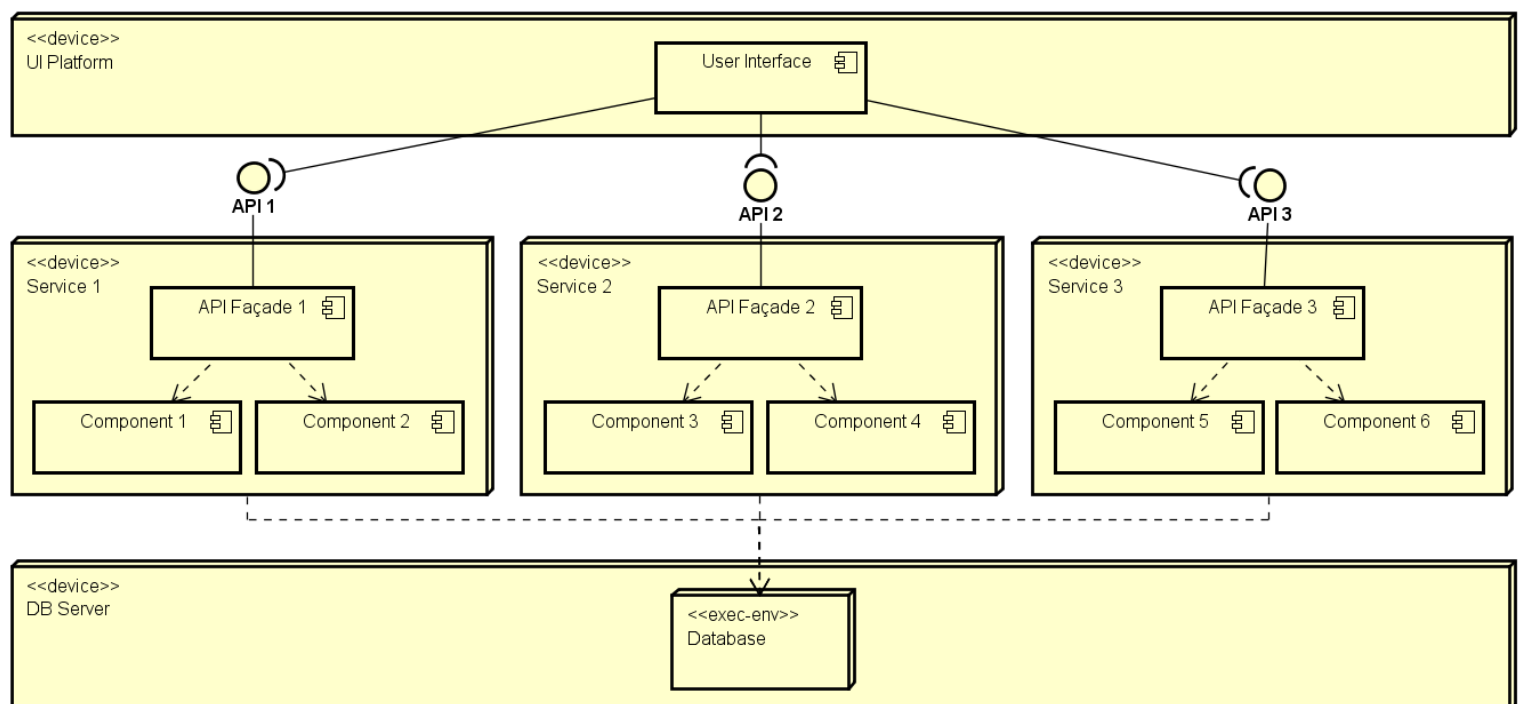 <<device>>
UI Platform
User Interface
API 1
API 2
API 3
<<device>>
Service 1
API Façade 1
Component 1
Component 2
<<device>>
Service 2
API Façade 2
Component 3
Component 4
<<device>>
Service 3
API Façade 3
Component 5
Component 6
<<device>>
DB Server
<<exec-env>>
Database